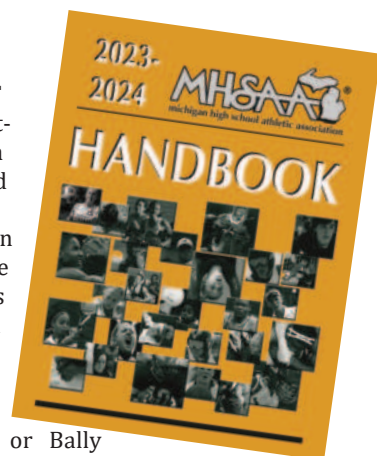 2023-
2024
MHSAA®
michigan high school athletic association
HANDBOOK
t-
n
d
n
e
s
or Bally